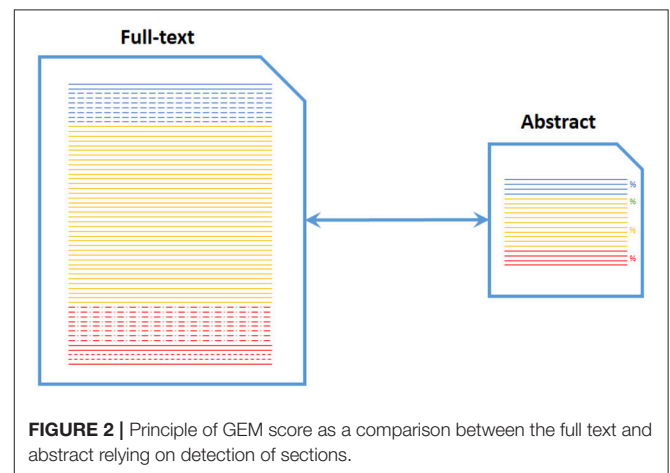 Full-text
Abstract
%
%
%
%
FIGURE 2 | Principle of GEM score as a comparison between the full text and
abstract relying on detection of sections.